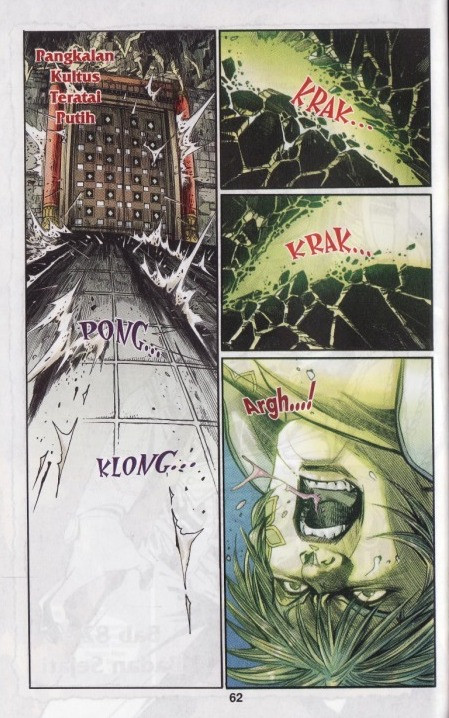 Pangkalan
Kultus
Teratai
Putih
PONG...
KLONG...
KRAK...
KRAK...
Argh...!
62